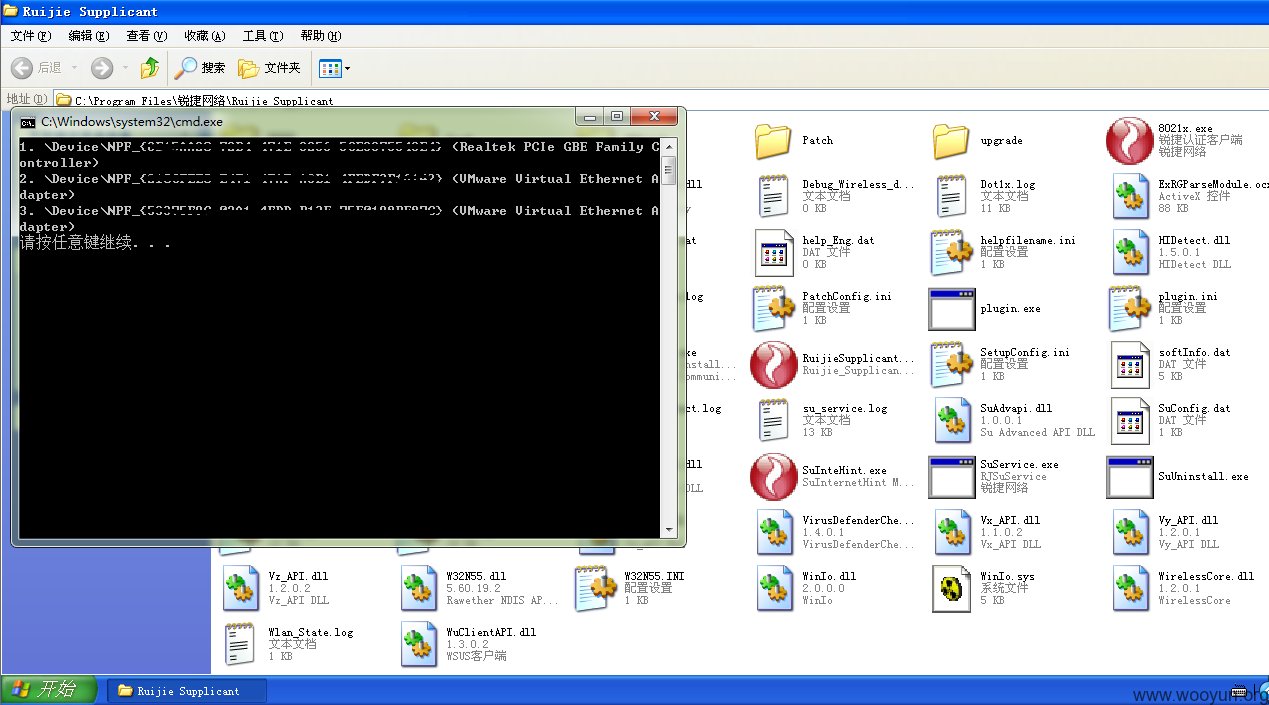 Ruijie Supplicant
文件(F) 编辑(E) 查看(V) 收藏(A) 工具(T) 帮助(H)
后退 搜索 文件夹
地址(D) C:\Program Files\锐捷网络\Ruijie Supplicant
C:\Windows\system32\cmd.exe
1. \Device\NPF_{ (Realtek PCIe GBE Family C
ontroller)
2. \Device\NPF_{ (VMware Virtual Ethernet A
dapter)
3. \Device\NPF_{ (VMware Virtual Ethernet A
dapter)
请按任意键继续. . .
Patch
upgrade
8021x.exe
锐捷认证客户端
锐捷网络
dll
Debug_Wireless_d...
文本文档
0 KB
Dot1x.log
文本文档
11 KB
ExRGParseModule.ocx
ActiveX 控件
88 KB
at
help_Eng.dat
DAT 文件
0 KB
helpfilename.ini
配置设置
1 KB
HIDetect.dll
1.5.0.1
HIDetect DLL
log
PatchConfig.ini
配置设置
1 KB
plugin.exe
plugin.ini
配置设置
1 KB
xe
nstall...
ommuni...
RuijieSupplicant...
Ruijie_Supplican...
SetupConfig.ini
配置设置
1 KB
softInfo.dat
DAT 文件
5 KB
ct.log
su_service.log
文本文档
13 KB
SuAdvapi.dll
1.0.0.1
Su Advanced API DLL
SuConfig.dat
DAT 文件
1 KB
dll
DLL
SuInteHint.exe
SuInternetHint M...
SuService.exe
RJSuService
锐捷网络
SuUninstall.exe
VirusDefenderChe...
1.4.0.1
VirusDefenderChe...
Vx_API.dll
1.1.0.2
Vx_API DLL
Vy_API.dll
1.2.0.1
Vy_API DLL
Vz_API.dll
1.2.0.2
Vz_API DLL
W32N55.dll
5.60.19.2
Rawether NDIS AP...
W32N55.INI
配置设置
1 KB
WinIo.dll
2.0.0.0
WinIo
WinIo.sys
系统文件
5 KB
WirelessCore.dll
1.2.0.1
WirelessCore
Wlan_State.log
文本文档
1 KB
WuClientAPI.dll
1.3.0.2
WSUS客户端
开始 Ruijie Supplicant
www.wooyun.org